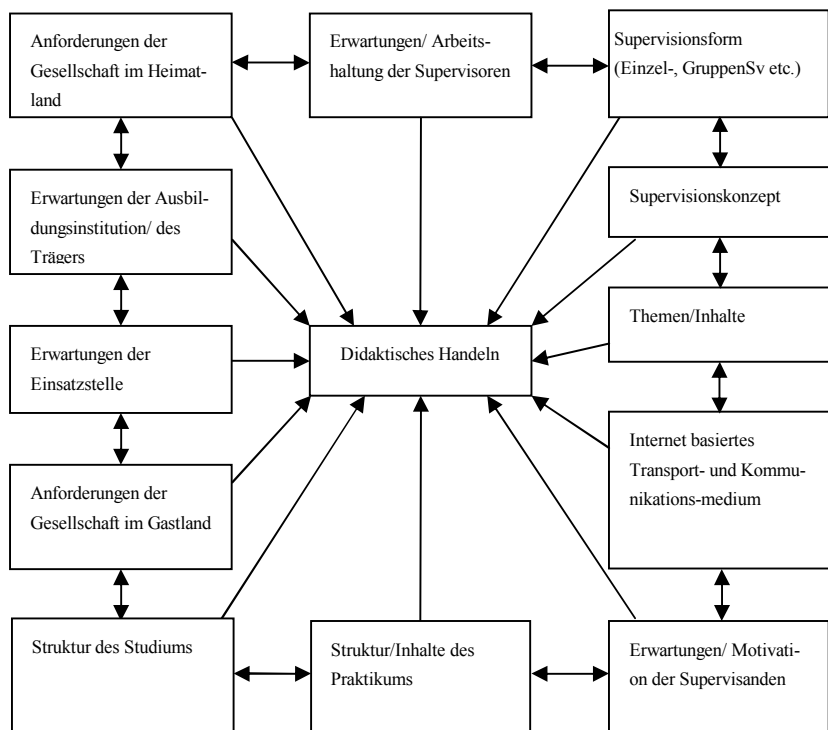 Anforderungen der
Gesellschaft im Heimat-
land
Erwartungen/ Arbeits-
haltung der Supervisoren
Supervisionsform
(Einzel-, GruppenSv etc.)
Erwartungen der Ausbil-
dungsinstitution/ des
Trägers
Supervisionskonzept
Themen/Inhalte
Erwartungen der
Einsatzstelle
Didaktisches Handeln
Internet basiertes
Transport- und Kommu-
nikations-medium
Anforderungen der
Gesellschaft im Gastland
Struktur des Studiums
Struktur/Inhalte des
Praktikums
Erwartungen/ Motivati-
on der Supervisanden